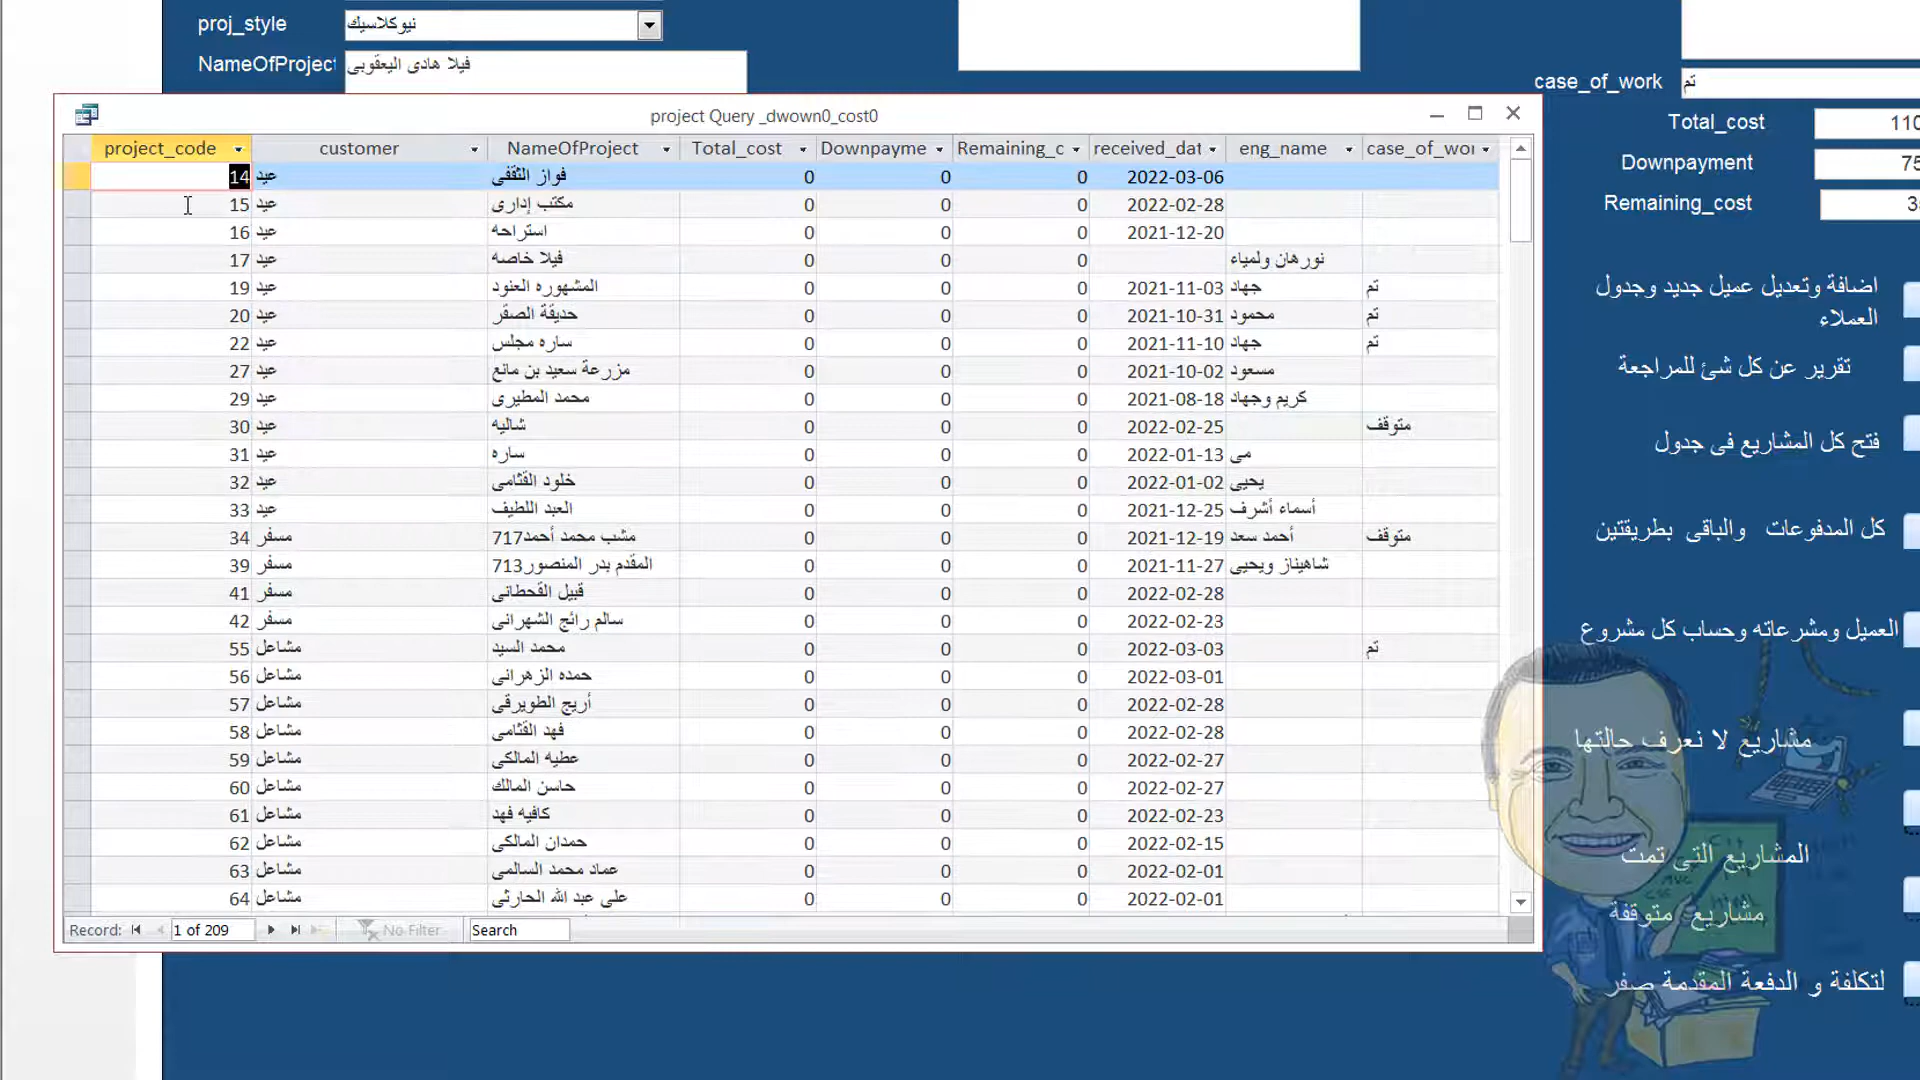 proj_style نيوكلاسيك
NameOfProject فيلا هادى اليعقوبى
case_of_work تم
Total_cost 110
Downpayment 75
Remaining_cost
project Query _dwown0_cost0
project_code customer NameOfProject Total_cost Downpayme Remaining_c received_dat eng_name case_of_wor
14 عيد فواز الثقفى 0 0 0 2022-03-06
15 عيد مكتب إدارى 0 0 0 2022-02-28
16 عيد استراحه 0 0 0 2021-12-20
17 عيد فيلا خاصه 0 0 0 نورهان ولمياء
19 عيد المشهوره العنود 0 0 0 2021-11-03 جهاد تم
20 عيد حديقة الصقر 0 0 0 2021-10-31 محمود تم
22 عيد ساره مجلس 0 0 0 2021-11-10 جهاد تم
27 عيد مزرعة سعيد بن مانع 0 0 0 2021-10-02 مسعود
29 عيد محمد المطيرى 0 0 0 2021-08-18 كريم وجهاد
30 عيد شاليه 0 0 0 2022-02-25 متوقف
31 عيد ساره 0 0 0 2022-01-13 مى
32 عيد خلود القثامى 0 0 0 2022-01-02 يحيى
33 عيد العبد اللطيف 0 0 0 2021-12-25 أسماء أشرف
34 مسفر مشب محمد أحمد717 0 0 0 2021-12-19 أحمد سعد متوقف
39 مسفر المقدم بدر المنصور713 0 0 0 2021-11-27 شاهيناز ويحيى
41 مسفر قبيل القحطانى 0 0 0 2022-02-28
42 مسفر سالم رائج الشهرانى 0 0 0 2022-02-23
55 مشاعل محمد السيد 0 0 0 2022-03-03 تم
56 مشاعل حمده الزهرانى 0 0 0 2022-03-01
57 مشاعل أريج الطويرقى 0 0 0 2022-02-28
58 مشاعل فهد القثامى 0 0 0 2022-02-28
59 مشاعل عطيه المالكى 0 0 0 2022-02-27
60 مشاعل حاسن المالك 0 0 0 2022-02-27
61 مشاعل كافيه فهد 0 0 0 2022-02-23
62 مشاعل حمدان المالكى 0 0 0 2022-02-15
63 مشاعل عماد محمد السالمى 0 0 0 2022-02-01
64 مشاعل على عبد الله الحارثى 0 0 0 2022-02-01
Record: 1 of 209 No Filter Search
اضافة وتعديل عميل جديد وجدول
العملاء
تقرير عن كل شئ للمراجعة
فتح كل المشاريع فى جدول
كل المدفوعات والباقى بطريقتين
العميل ومشرعاته وحساب كل مشروع
مشاريع لا نعرف حالتها
المشاريع التى تمت
مشاريع متوقفة
لتكلفة و الدفعة المقدمة صفر